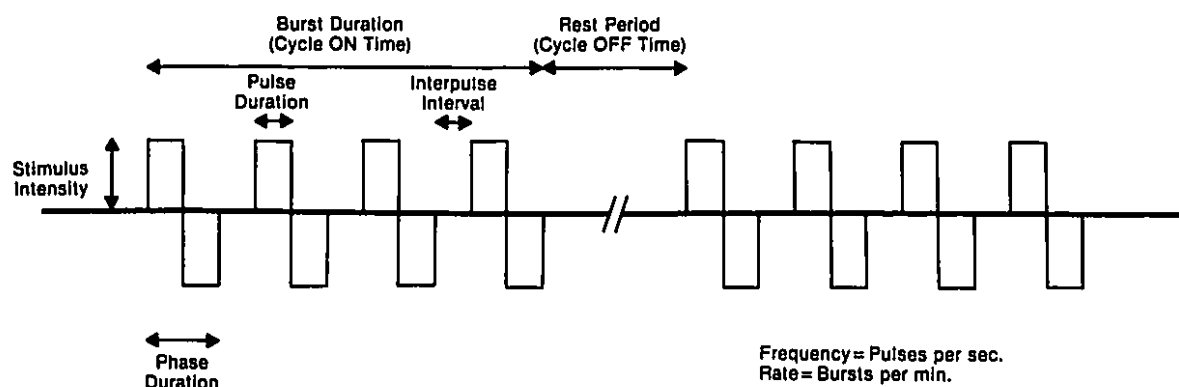 Burst Duration
(Cycle ON Time)
Rest Period
(Cycle OFF Time)
Pulse
Duration
Interpulse
Interval
Stimulus
Intensity
Phase
Duration
Frequency= Pulses per sec.
Rate= Bursts per min.